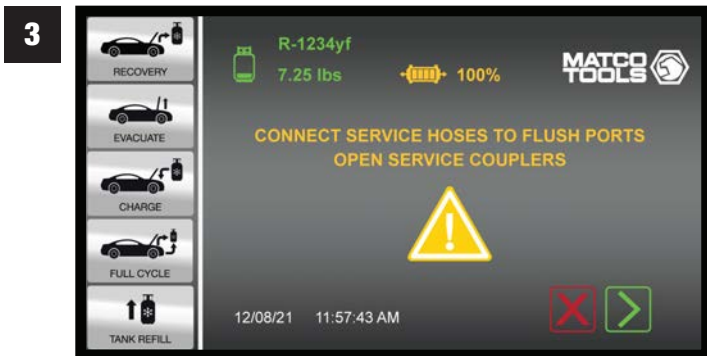 3
RECOVERY
EVACUATE
CHARGE
FULL CYCLE
TANK REFILL
R-1234yf
7.25 lbs
100%
MATCO
TOOLS
CONNECT SERVICE HOSES TO FLUSH PORTS
OPEN SERVICE COUPLERS
12/08/21 11:57:43 AM